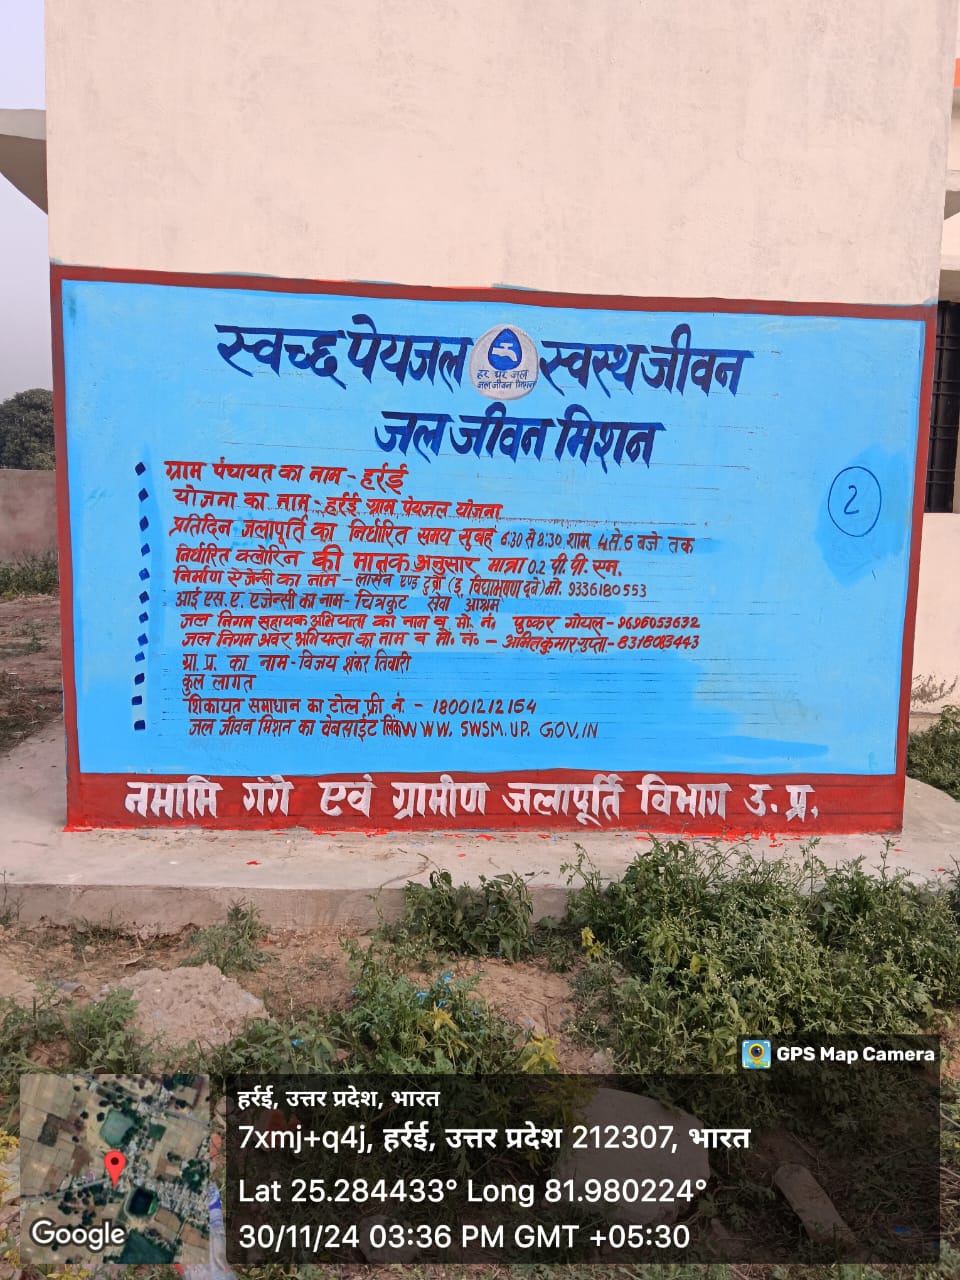 स्वच्छ पेयजल स्वस्थ जीवन
हर घर जल
जल जीवन मिशन
जल जीवन मिशन
2
ग्राम पंचायत का नाम - हर्रई
योजना का नाम - हर्रई ग्राम पेयजल योजना
प्रतिदिन जलापूर्ति का निर्धारित समय सुबह 6:30 से 8:30 शाम 4 से 6 बजे तक
निर्धारित क्लोरिन की मानक अनुसार मात्रा 0.2 पी. पी. एम.
निर्माण ऐजेन्सी का नाम - लार्सन एण्ड टुब्रो (इ. विद्याभूषण दूबे) मो. 9336180553
आई एस. ए. एजेन्सी का नाम - चित्रकुट सेवा आश्रम
जल निगम सहायक अभियन्ता का नाम व मो. नं. पुष्कर गोयल - 9696053632
जल निगम अवर अभियन्ता का नाम व मो. नं. - अमित कुमार गुप्ता - 8318083443
ग्रा. प्र. का नाम - विजय शंकर तिवारी
कुल लागत
शिकायत समाधान का टोल फ्री नं - 18001212154
जल जीवन मिशन का वेबसाईट लिंक WWW. SWSM. UP. GOV. IN
नमामि गंगे एवं ग्रामीण जलापूर्ति विभाग उ. प्र.
GPS Map Camera
हर्रई, उत्तर प्रदेश, भारत
7xmj+q4j, हर्रई, उत्तर प्रदेश 212307, भारत
Lat 25.284433° Long 81.980224°
30/11/24 03:36 PM GMT +05:30
Google